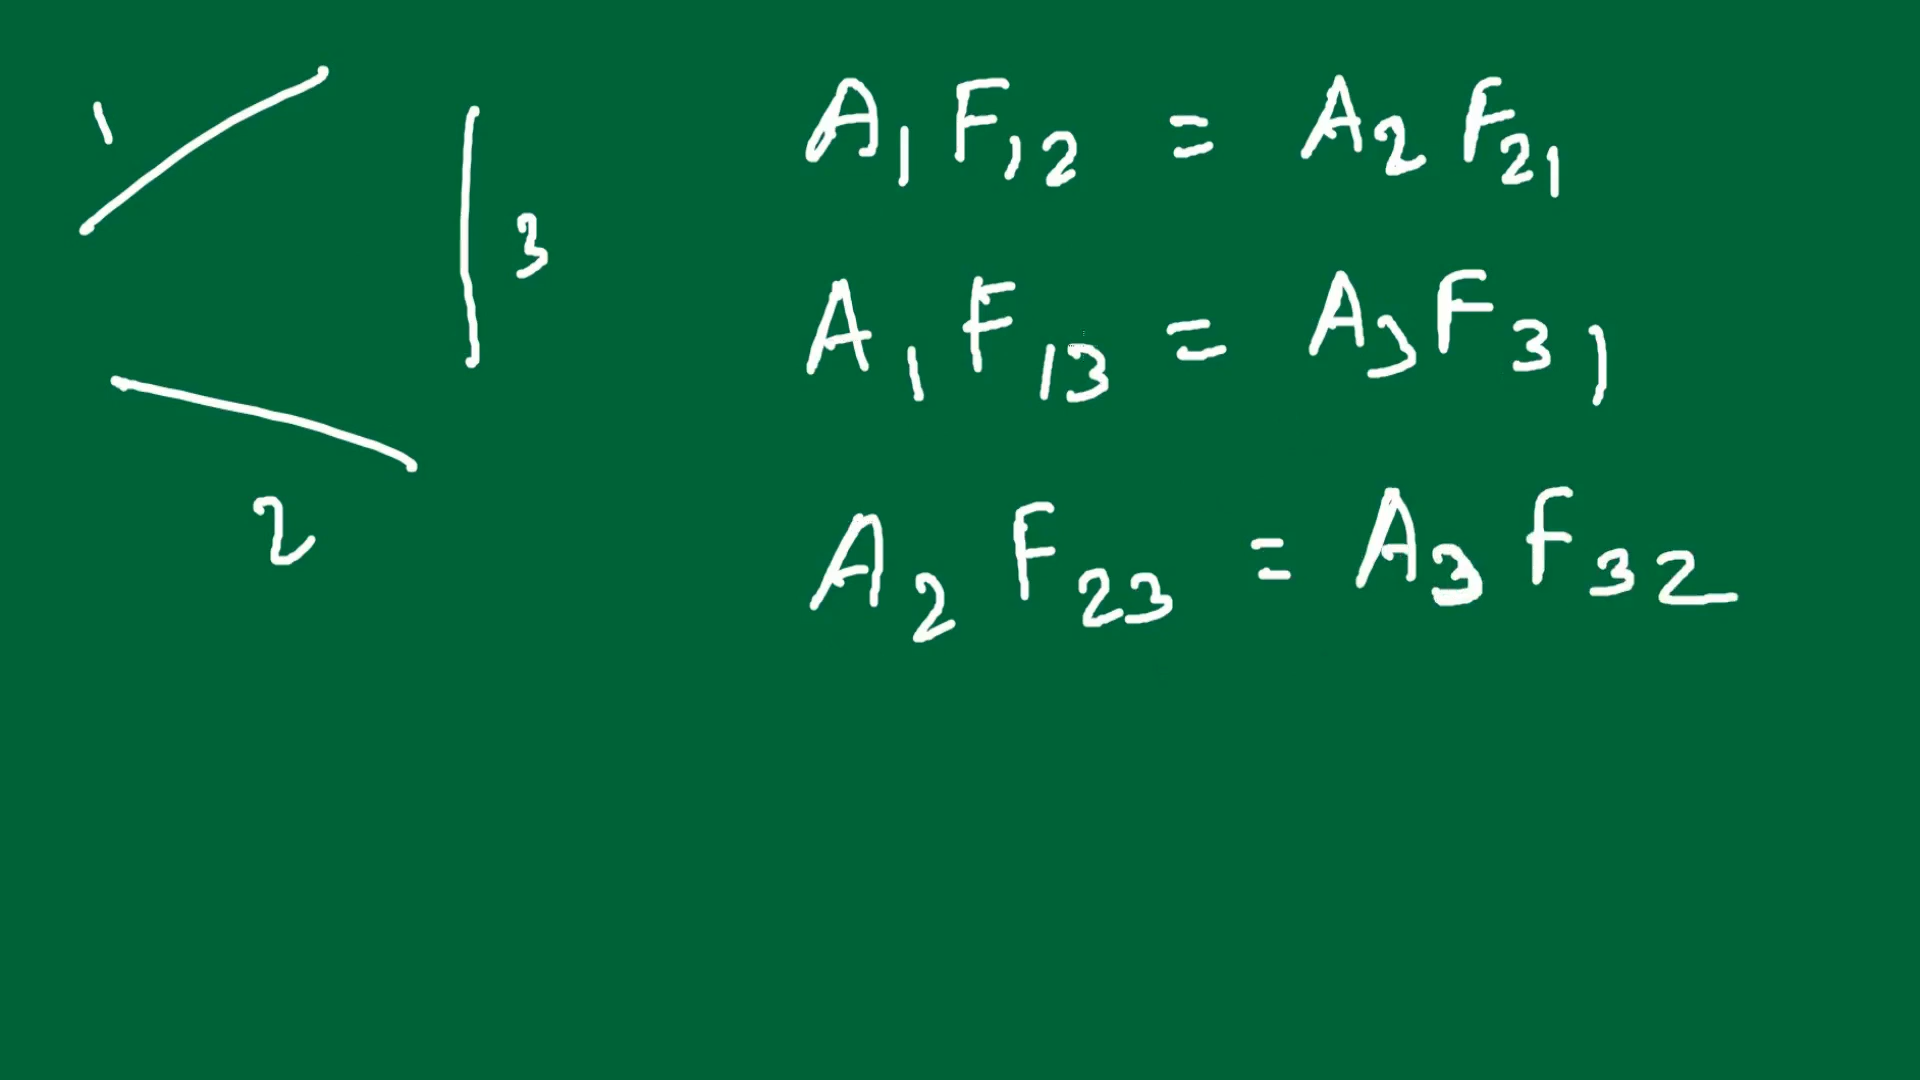 1
3
2
A₁ F₁₂ = A₂ F₂₁
A₁ F₁₃ = A₃ F₃₁
A₂ F₂₃ = A₃ F₃₂